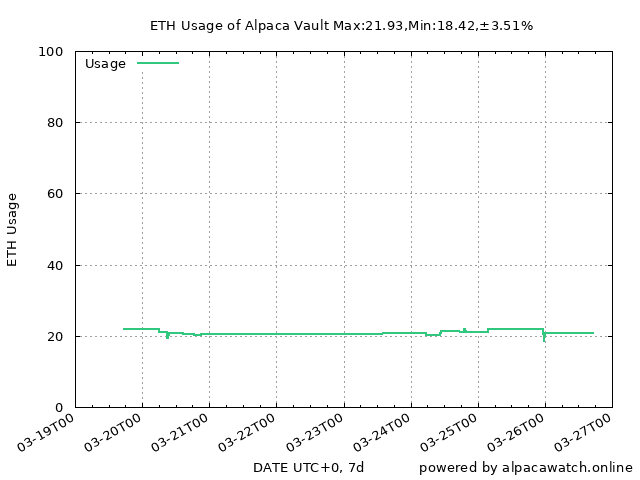 ETH Usage of Alpaca Vault Max:21.93,Min:18.42,±3.51%
Usage
ETH Usage
100
80
60
40
20
0
03-19T00
03-20T00
03-21T00
03-22T00
03-23T00
03-24T00
03-25T00
03-26T00
03-27T00
DATE UTC+0, 7d
powered by alpacawatch.online